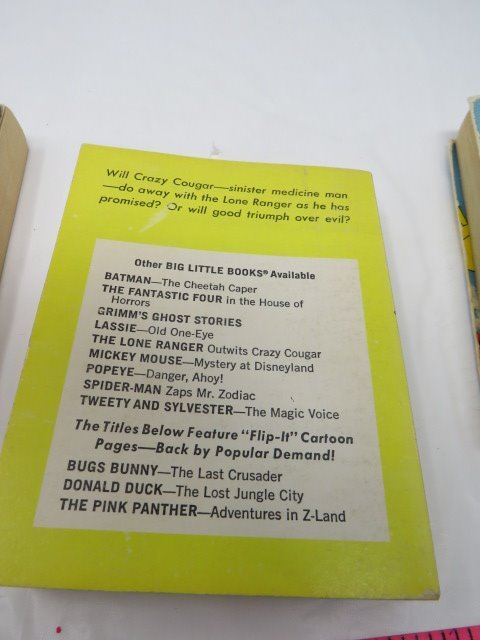 Will Crazy Cougar—sinister medicine man
—do away with the Lone Ranger as he has
promised? Or will good triumph over evil?
Other BIG LITTLE BOOKS® Available
BATMAN—The Cheetah Caper
THE FANTASTIC FOUR in the House of
Horrors
GRIMM'S GHOST STORIES
LASSIE—Old One-Eye
THE LONE RANGER Outwits Crazy Cougar
MICKEY MOUSE—Mystery at Disneyland
POPEYE—Danger, Ahoy!
SPIDER-MAN Zaps Mr. Zodiac
TWEETY AND SYLVESTER—The Magic Voice
The Titles Below Feature "Flip-It" Cartoon
Pages—Back by Popular Demand!
BUGS BUNNY—The Last Crusader
DONALD DUCK—The Lost Jungle City
THE PINK PANTHER—Adventures in Z-Land